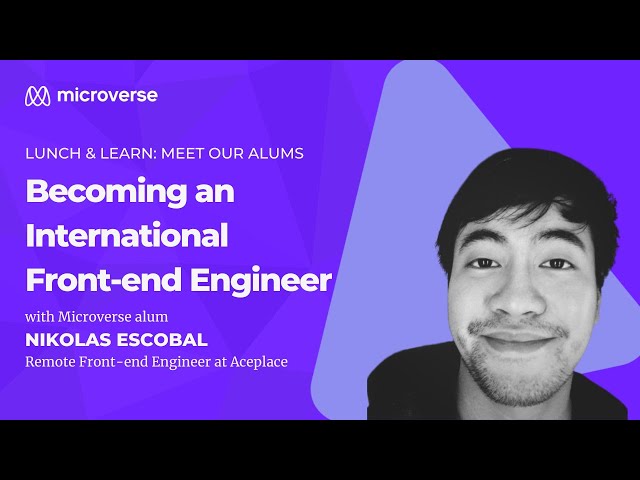 microverse
LUNCH & LEARN: MEET OUR ALUMS
Becoming an
International
Front-end Engineer
with Microverse alum
NIKOLAS ESCOBAL
Remote Front-end Engineer at Aceplace